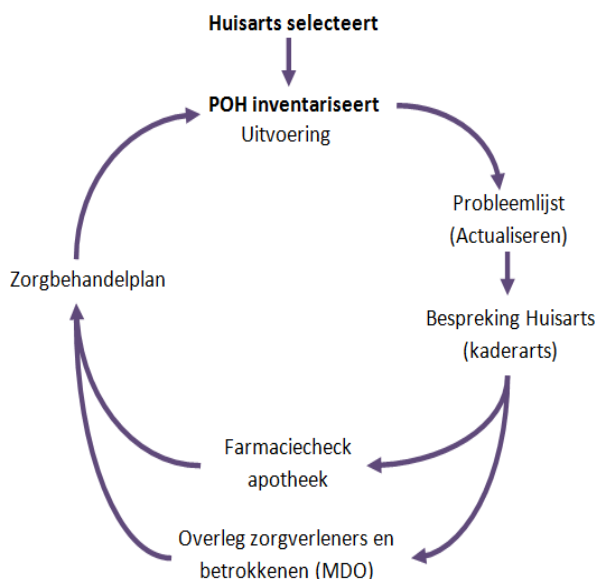 Huisarts selecteert
POH inventariseert
Uitvoering
Probleemlijst
(Actualiseren)
Zorgbehandelplan
Bespreking Huisarts
(kaderarts)
Farmaciecheck
apotheek
Overleg zorgverleners en
betrokkenen (MDO)